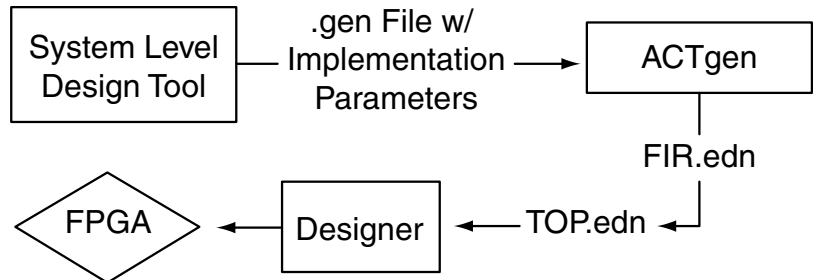 System Level
Design Tool
.gen File w/
Implementation
Parameters
ACTgen
FIR.edn
TOP.edn
Designer
FPGA